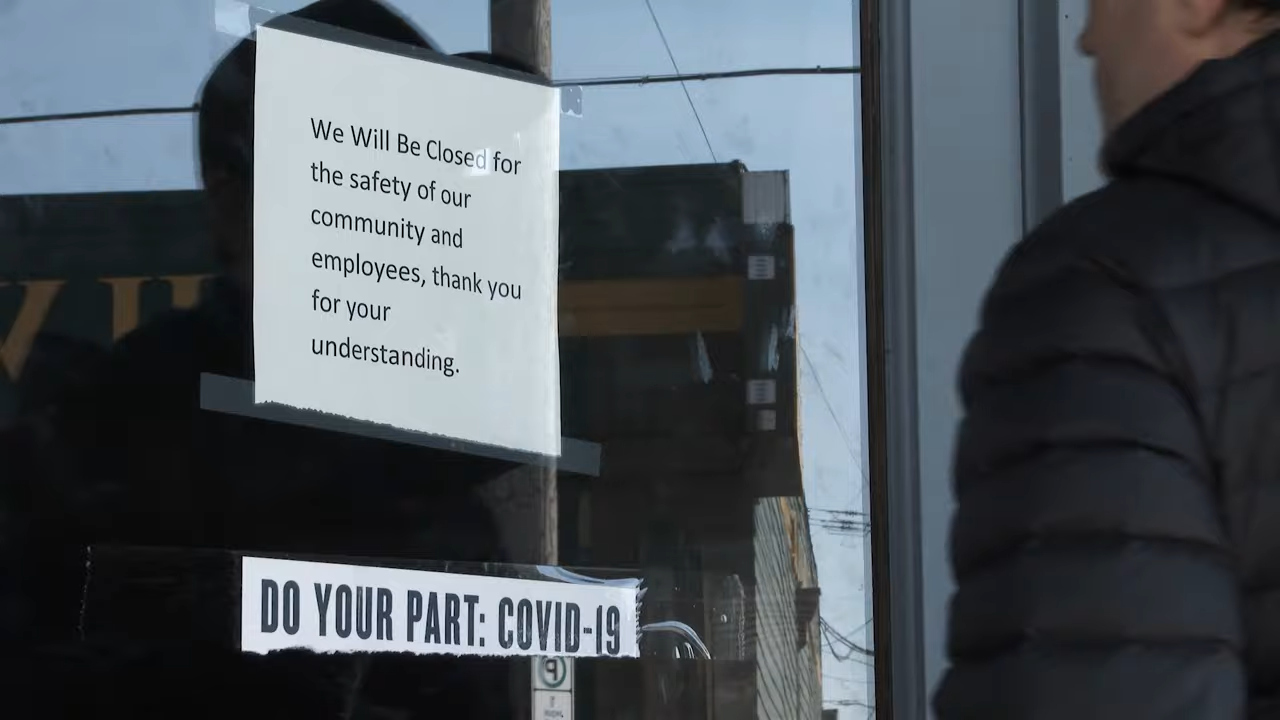 We Will Be Closed for
the safety of our
community and
employees, thank you
for your
understanding.
DO YOUR PART: COVID-19